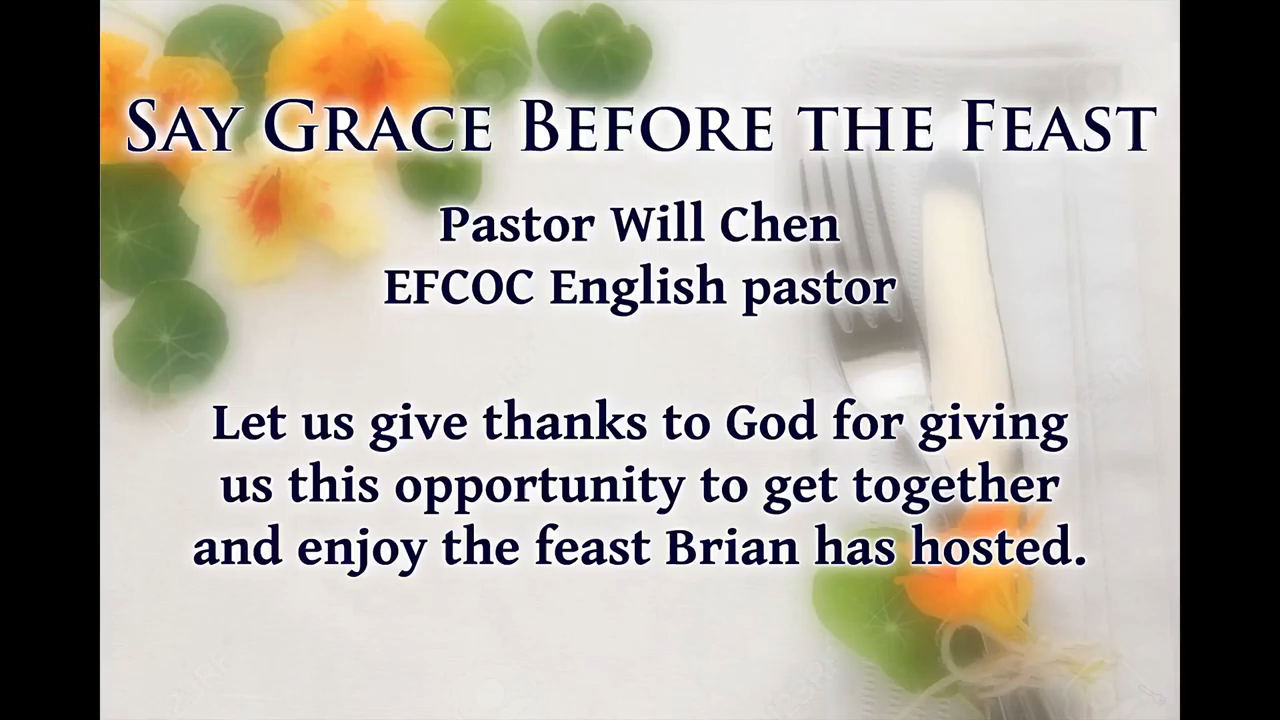 SAY GRACE BEFORE THE FEAST
Pastor Will Chen
EFCOC English pastor
Let us give thanks to God for giving
us this opportunity to get together
and enjoy the feast Brian has hosted.